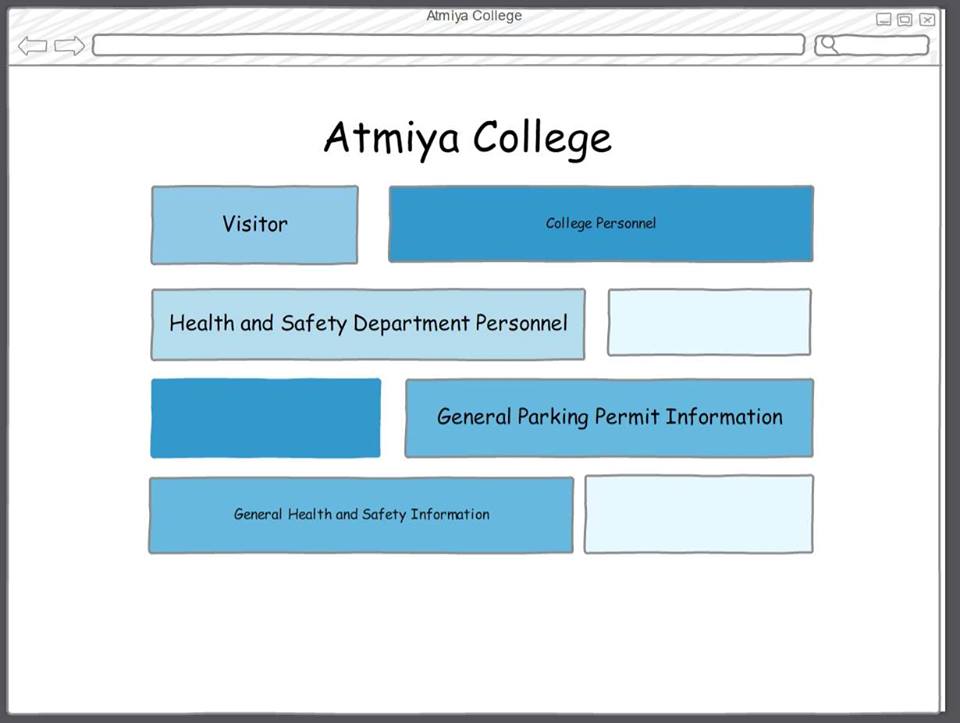 Atmiya College
Atmiya College
Visitor
College Personnel
Health and Safety Department Personnel
General Parking Permit Information
General Health and Safety Information